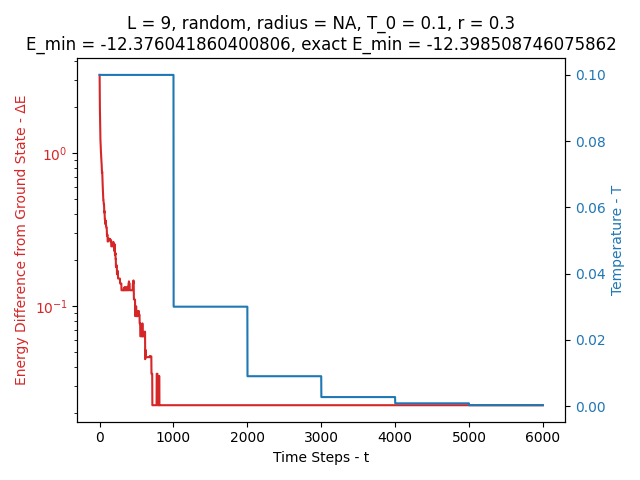 L = 9, random, radius = NA, T_0 = 0.1, r = 0.3
E_min = -12.376041860400806, exact E_min = -12.398508746075862
Energy Difference from Ground State - ΔE
10^0
10^-1
0.10
0.08
0.06
0.04
0.02
0.00
Temperature - T
0 1000 2000 3000 4000 5000 6000
Time Steps - t